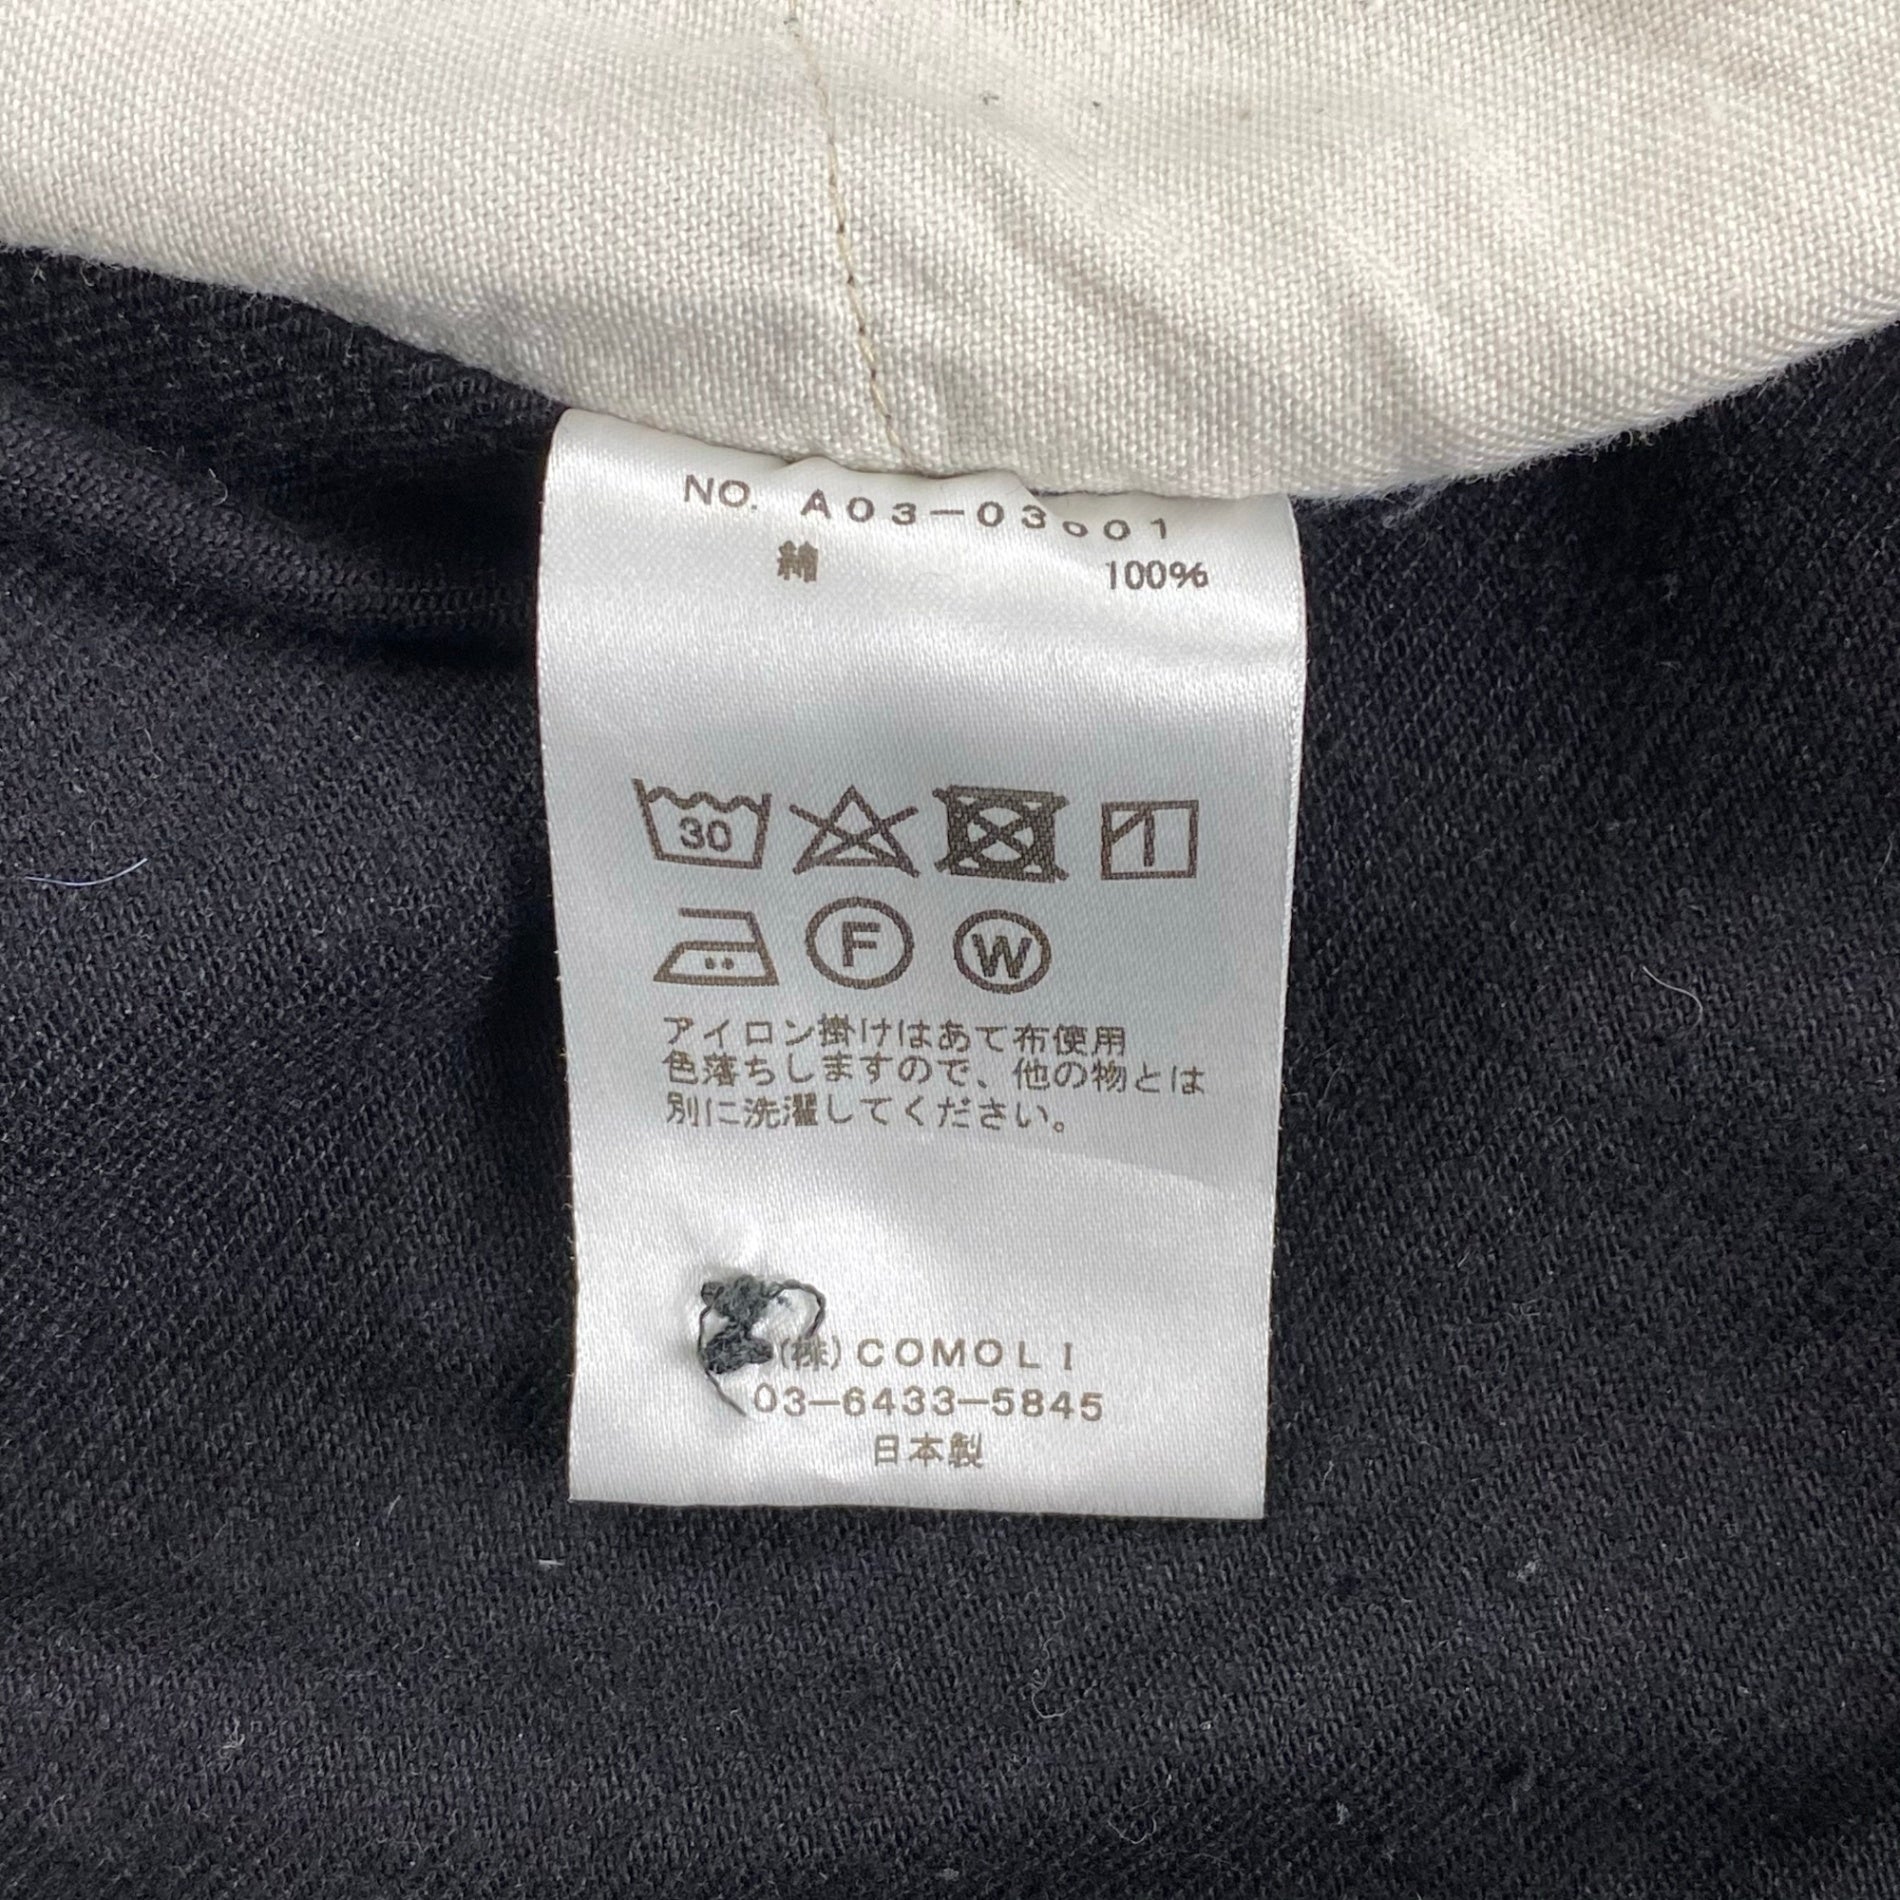 NO. A03-03001
綿 100%
30
F W
アイロン掛けはあて布使用
色落ちしますので、他の物とは
別に洗濯してください。
(株) COMOLI
03-6433-5845
日本製